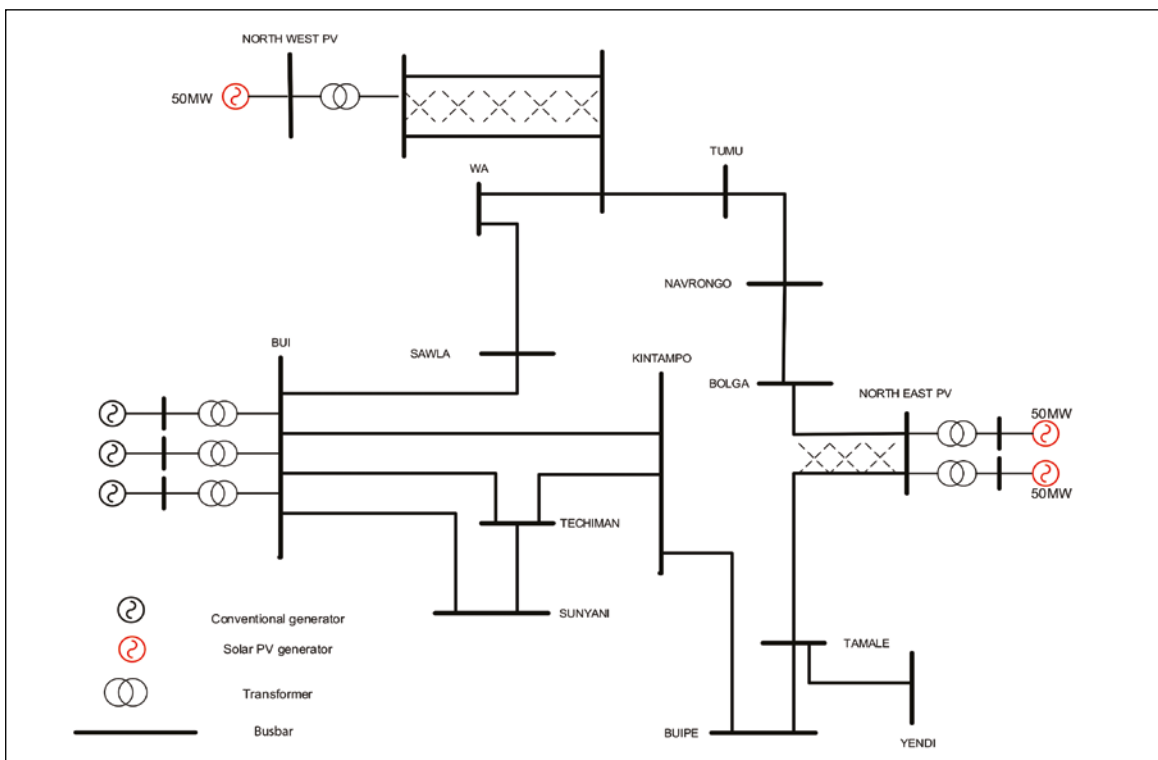 NORTH WEST PV
50MW
TUMU
WA
NAVRONGO
BUI
SAWLA
KINTAMPO
BOLGA
NORTH EAST PV
50MW
50MW
TECHIMAN
SUNYANI
Conventional generator
Solar PV generator
TAMALE
Transformer
Busbar
BUIPE
YENDI